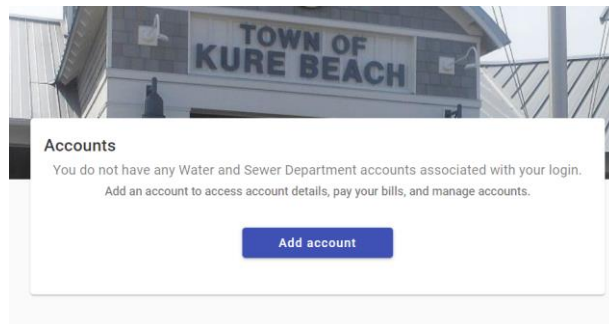 TOWN OF
KURE BEACH
Accounts
You do not have any Water and Sewer Department accounts associated with your login.
Add an account to access account details, pay your bills, and manage accounts.
Add account